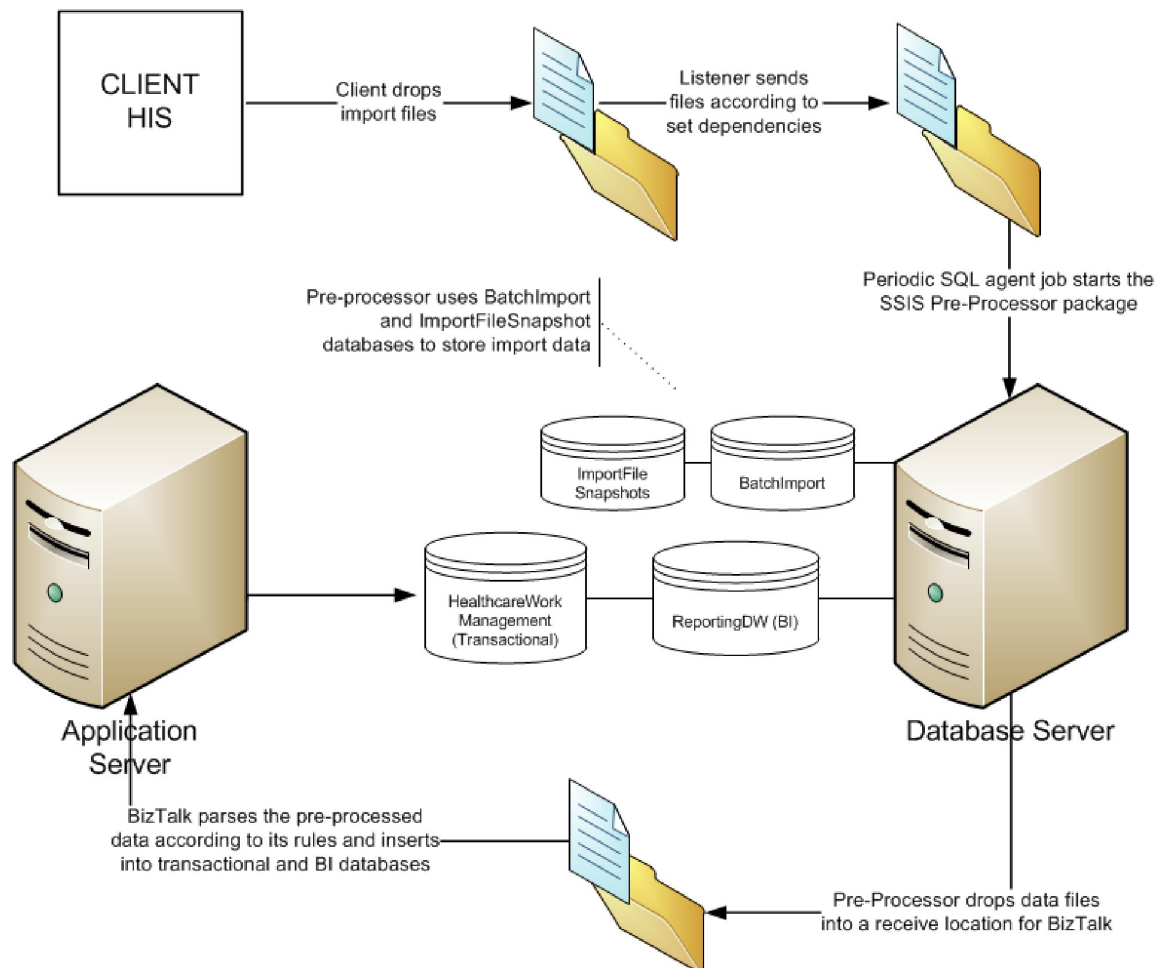 CLIENT
HIS
Client drops
import files
Listener sends
files according to
set dependencies
Periodic SQL agent job starts the
SSIS Pre-Processor package
Pre-processor uses BatchImport
and ImportFileSnapshot
databases to store import data
ImportFile
Snapshots
BatchImport
HealthcareWork
Management
(Transactional)
ReportingDW (BI)
Application
Server
Database Server
BizTalk parses the pre-processed
data according to its rules and inserts
into transactional and BI databases
Pre-Processor drops data files
into a receive location for BizTalk